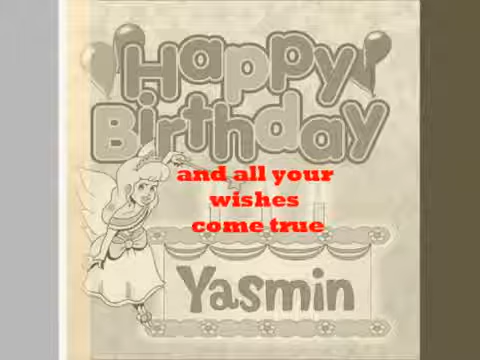 Happy
Birthday
and all your
wishes
come true
Yasmin